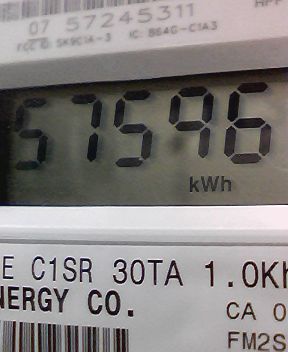 07 57245311
FCC ID: SK9C1A-3 IC: 864G-C1A3
57596
kWh
E C1SR 30TA 1.0Kh
NERGY CO.
CA 0
FM2S